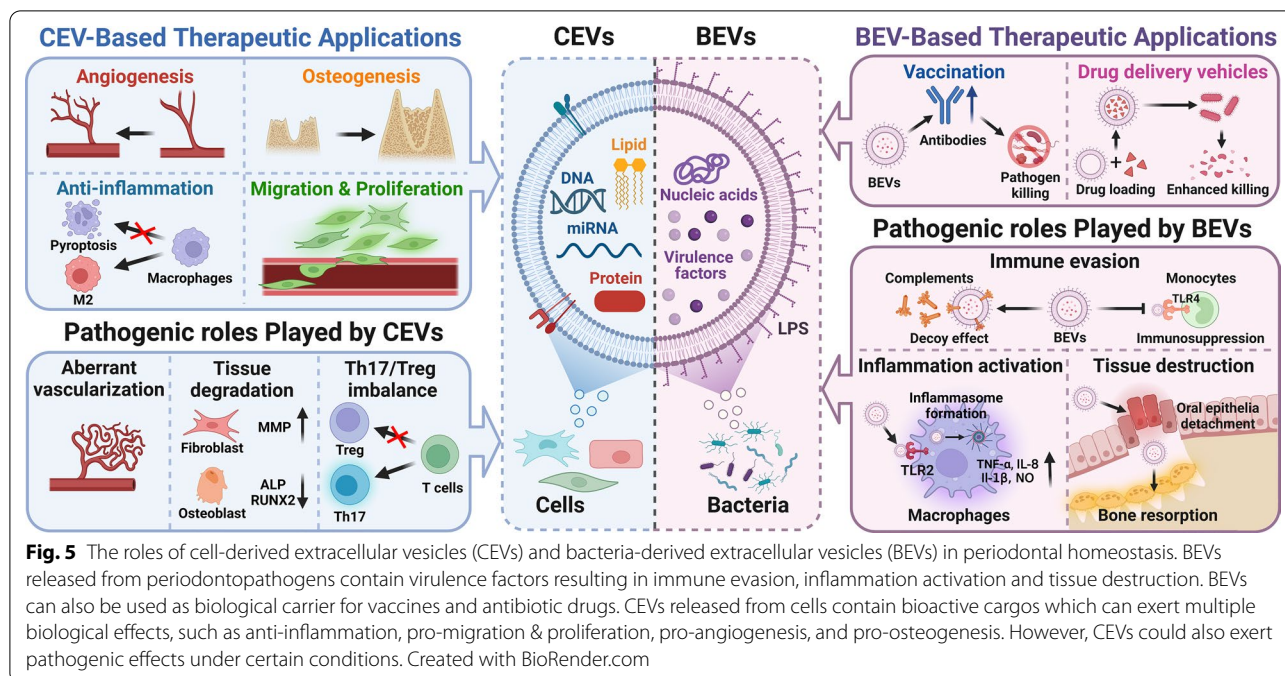 CEV-Based Therapeutic Applications
Angiogenesis
Osteogenesis
Anti-inflammation
Pyroptosis
M2
Macrophages
Migration & Proliferation
Pathogenic roles Played by CEVs
Aberrant
vascularization
Tissue
degradation
Fibroblast
MMP
Osteoblast
ALP
RUNX2
Th17/Treg
imbalance
Treg
Th17
T cells
CEVs
BEVs
DNA
Lipid
miRNA
Protein
Nucleic acids
Virulence
factors
LPS
Cells
Bacteria
BEV-Based Therapeutic Applications
Vaccination
BEVs
Antibodies
Pathogen
killing
Drug delivery vehicles
+
Drug loading
Enhanced killing
Pathogenic roles Played by BEVs
Immune evasion
Complements
Decoy effect
BEVs
Monocytes
TLR4
Immunosuppression
Inflammation activation
Inflammasome
formation
TLR2
TNF-α, IL-8
Il-1β, NO
Macrophages
Tissue destruction
Oral epithelia
detachment
Bone resorption
Fig. 5 The roles of cell-derived extracellular vesicles (CEVs) and bacteria-derived extracellular vesicles (BEVs) in periodontal homeostasis. BEVs
released from periodontopathogens contain virulence factors resulting in immune evasion, inflammation activation and tissue destruction. BEVs
can also be used as biological carrier for vaccines and antibiotic drugs. CEVs released from cells contain bioactive cargos which can exert multiple
biological effects, such as anti-inflammation, pro-migration & proliferation, pro-angiogenesis, and pro-osteogenesis. However, CEVs could also exert
pathogenic effects under certain conditions. Created with BioRender.com